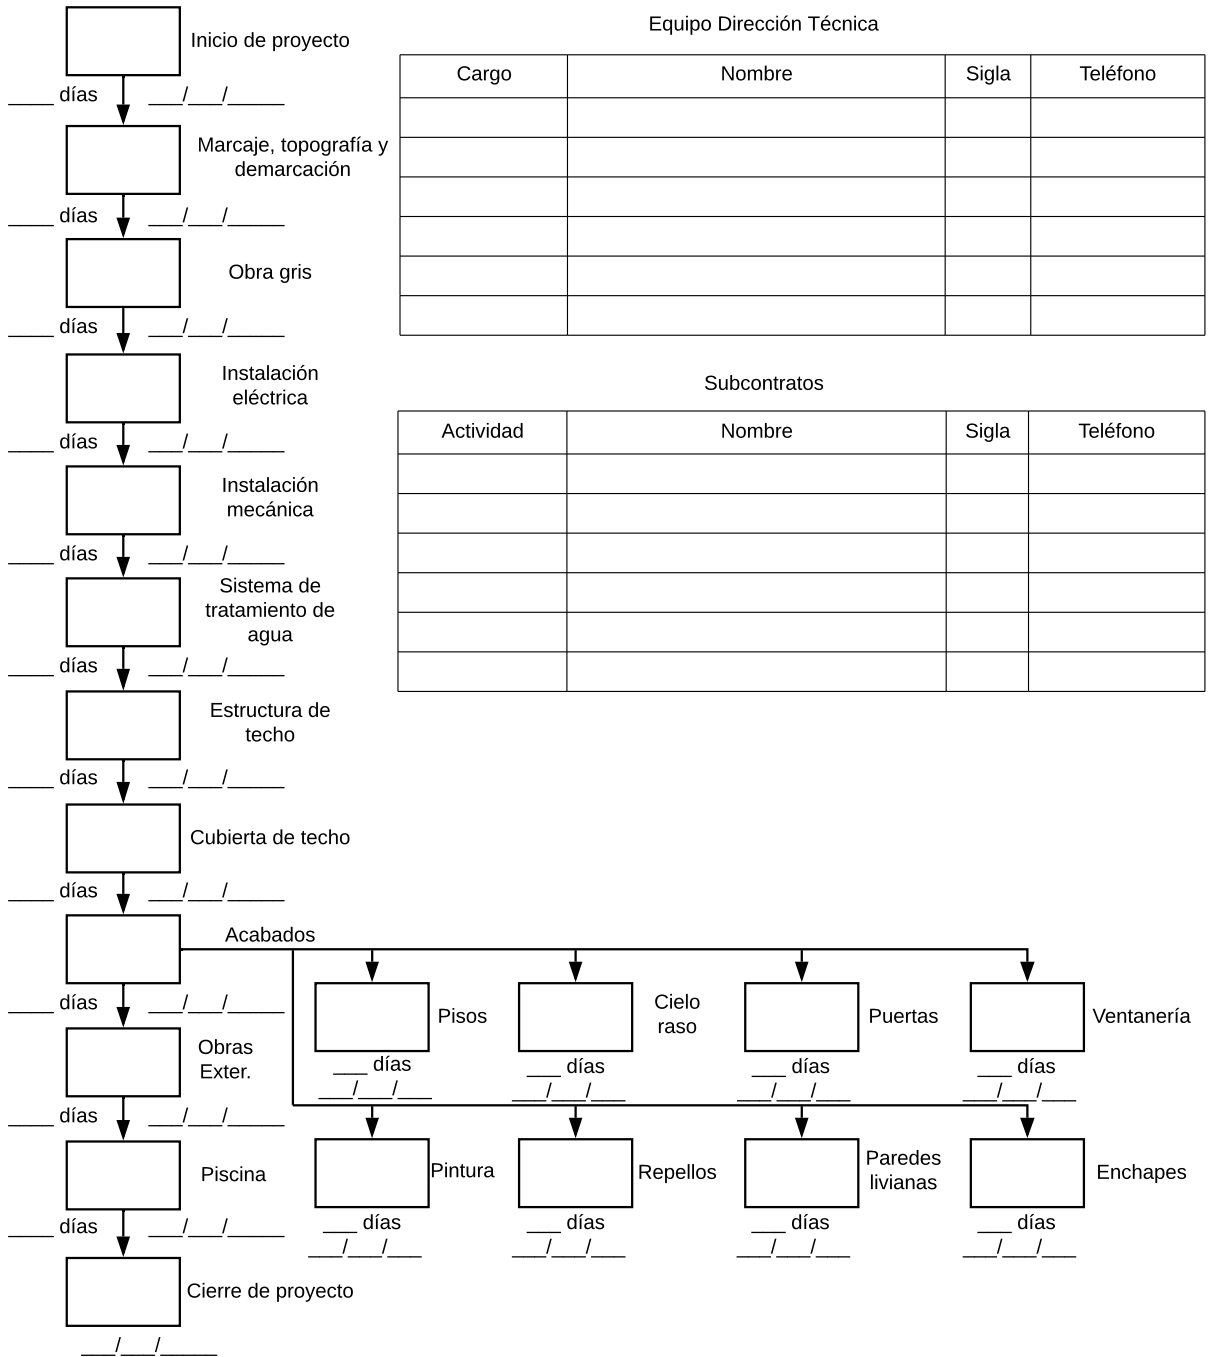 Inicio de proyecto
____ días ___/___/_____
Marcaje, topografía y
demarcación
____ días ___/___/_____
Obra gris
____ días ___/___/_____
Instalación
eléctrica
____ días ___/___/_____
Instalación
mecánica
____ días ___/___/_____
Sistema de
tratamiento de
agua
____ días ___/___/_____
Estructura de
techo
____ días ___/___/_____
Cubierta de techo
____ días ___/___/_____
Acabados
____ días ___/___/_____
Obras
Exter.
____ días ___/___/_____
Piscina
____ días ___/___/_____
Cierre de proyecto
___/___/_____
Equipo Dirección Técnica
Cargo Nombre Sigla Teléfono
Subcontratos
Actividad Nombre Sigla Teléfono
Pisos
___ días
___/___/___
Cielo
raso
___ días
___/___/___
Puertas
___ días
___/___/___
Ventanería
___ días
___/___/___
Pintura
___ días
___/___/___
Repellos
___ días
___/___/___
Paredes
livianas
___ días
___/___/___
Enchapes
___ días
___/___/___